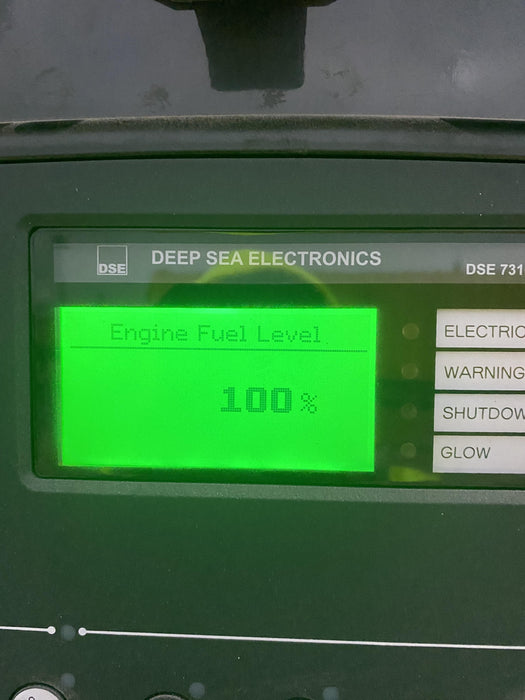 DSE DEEP SEA ELECTRONICS
DSE 731
Engine Fuel Level
100%
ELECTRIC
WARNING
SHUTDOW
GLOW